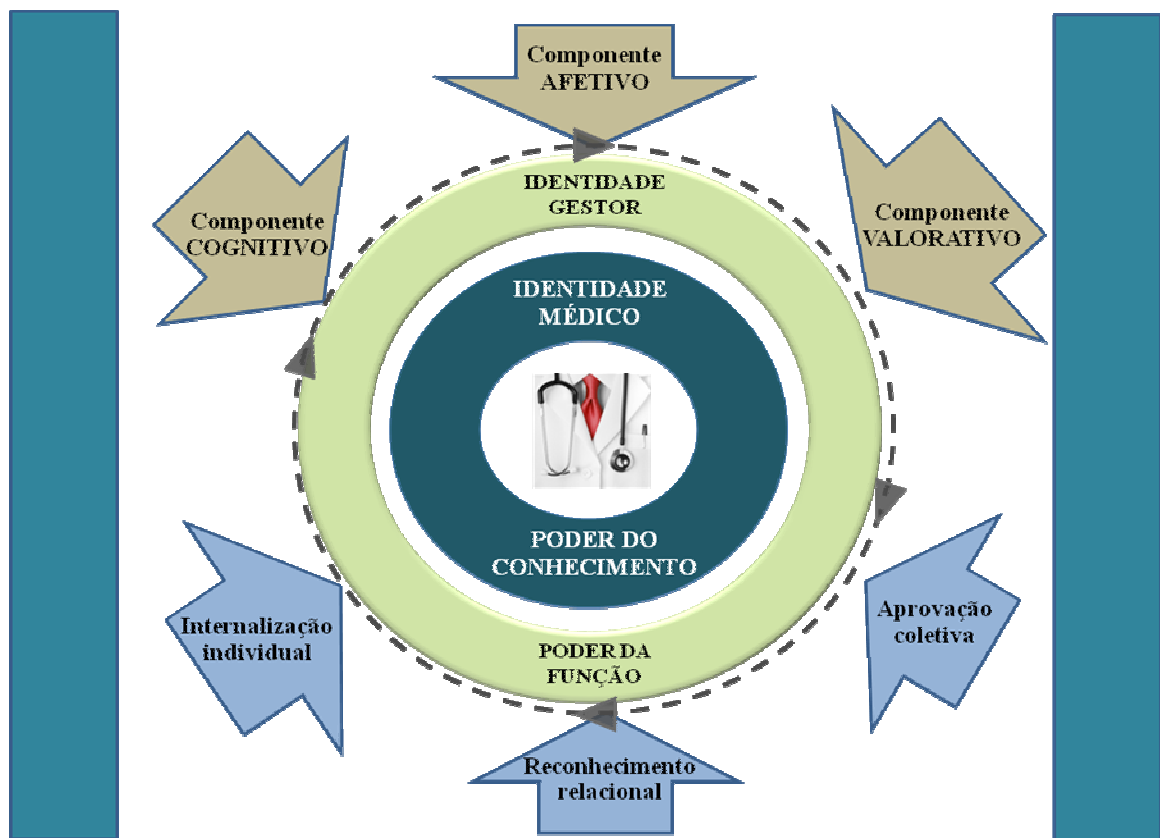 Componente
AFETIVO
Componente
COGNITIVO
Componente
VALORATIVO
IDENTIDADE
GESTOR
IDENTIDADE
MÉDICO
PODER DO
CONHECIMENTO
PODER DA
FUNÇÃO
Internalização
individual
Aprovação
coletiva
Reconhecimento
relacional